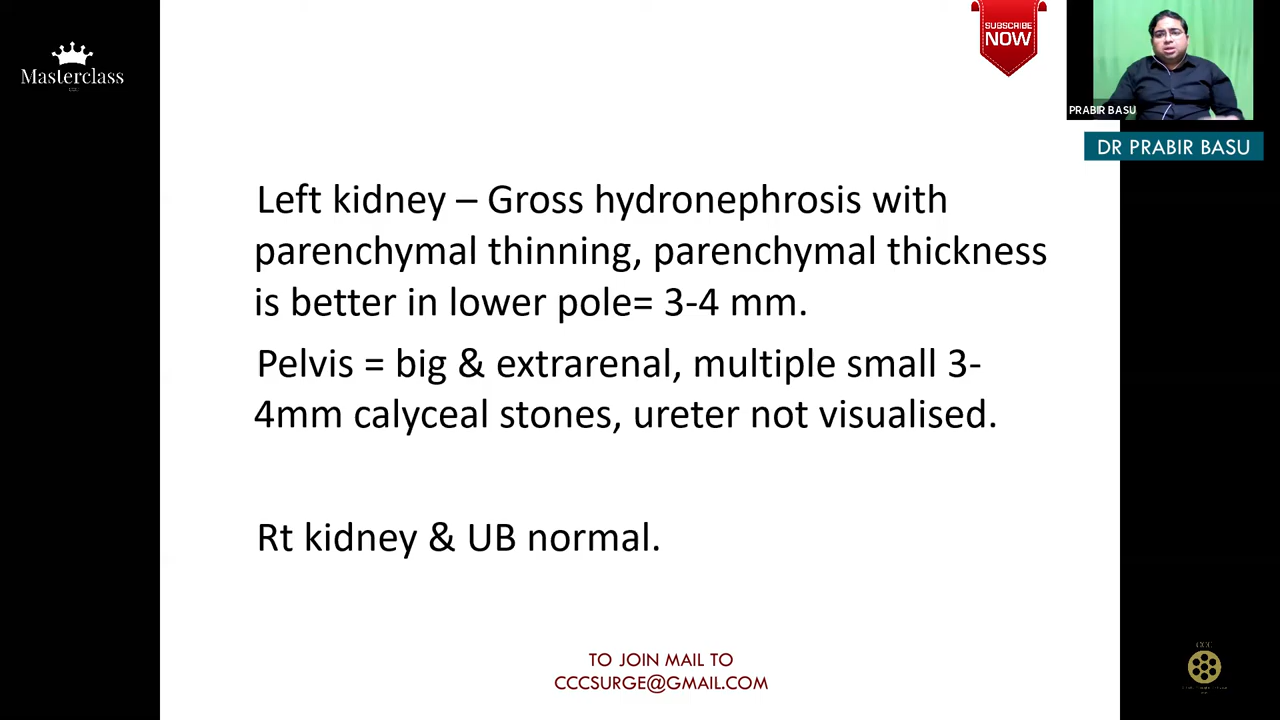 Masterclass
SUBSCRIBE
NOW
PRABIR BASU
DR PRABIR BASU
Left kidney – Gross hydronephrosis with
parenchymal thinning, parenchymal thickness
is better in lower pole= 3-4 mm.
Pelvis = big & extrarenal, multiple small 3-
4mm calyceal stones, ureter not visualised.
Rt kidney & UB normal.
TO JOIN MAIL TO
CCCSURGE@GMAIL.COM
CCC